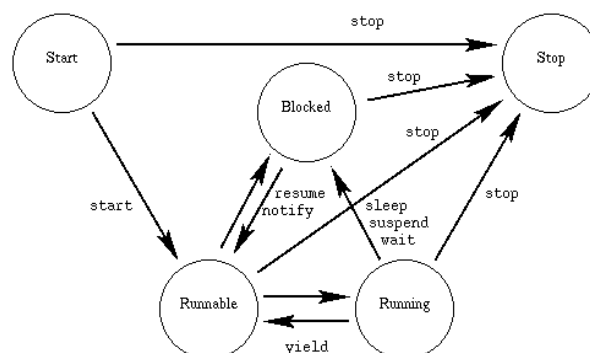 stop
Start
Stop
stop
Blocked
stop
resume
notify
start
sleep
suspend
wait
stop
Runnable
Running
yield